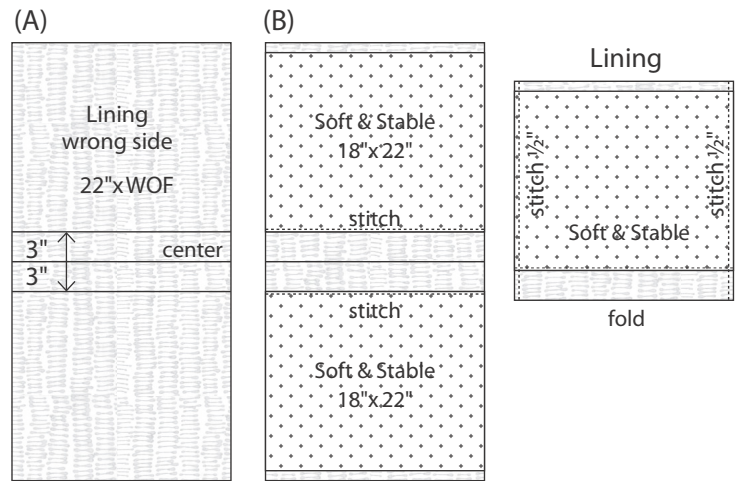 (A)
Lining
wrong side
22"x WOF
3"
center
3"
(B)
Soft & Stable
18"x 22"
stitch
stitch
Soft & Stable
18"x 22"
Lining
stitch ½"
stitch ½"
Soft & Stable
fold